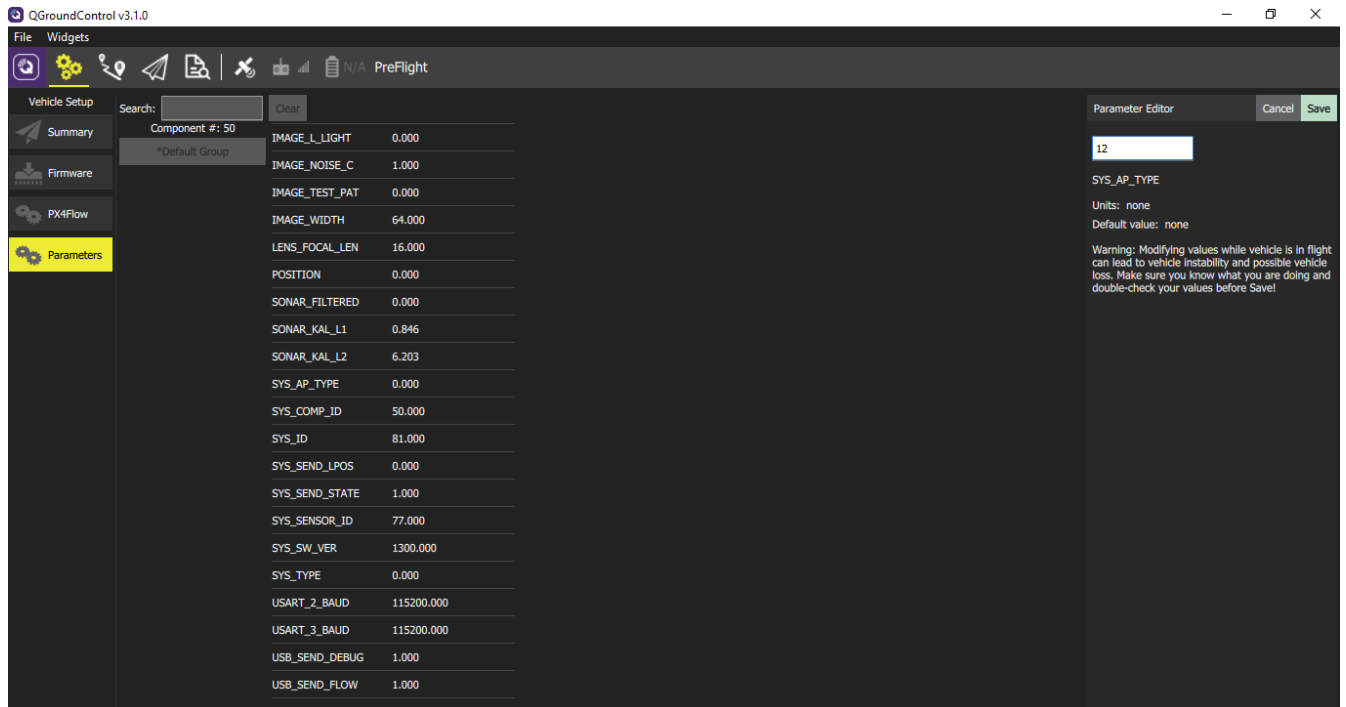 QGroundControl v3.1.0
File Widgets
N/A PreFlight
Vehicle Setup
Summary
Firmware
PX4Flow
Parameters
Search:
Component #: 50
*Default Group
Clear
IMAGE_L_LIGHT 0.000
IMAGE_NOISE_C 1.000
IMAGE_TEST_PAT 0.000
IMAGE_WIDTH 64.000
LENS_FOCAL_LEN 16.000
POSITION 0.000
SONAR_FILTERED 0.000
SONAR_KAL_L1 0.846
SONAR_KAL_L2 6.203
SYS_AP_TYPE 0.000
SYS_COMP_ID 50.000
SYS_ID 81.000
SYS_SEND_LPOS 0.000
SYS_SEND_STATE 1.000
SYS_SENSOR_ID 77.000
SYS_SW_VER 1300.000
SYS_TYPE 0.000
USART_2_BAUD 115200.000
USART_3_BAUD 115200.000
USB_SEND_DEBUG 1.000
USB_SEND_FLOW 1.000
Parameter Editor Cancel Save
12
SYS_AP_TYPE
Units: none
Default value: none
Warning: Modifying values while vehicle is in flight
can lead to vehicle instability and possible vehicle
loss. Make sure you know what you are doing and
double-check your values before Save!